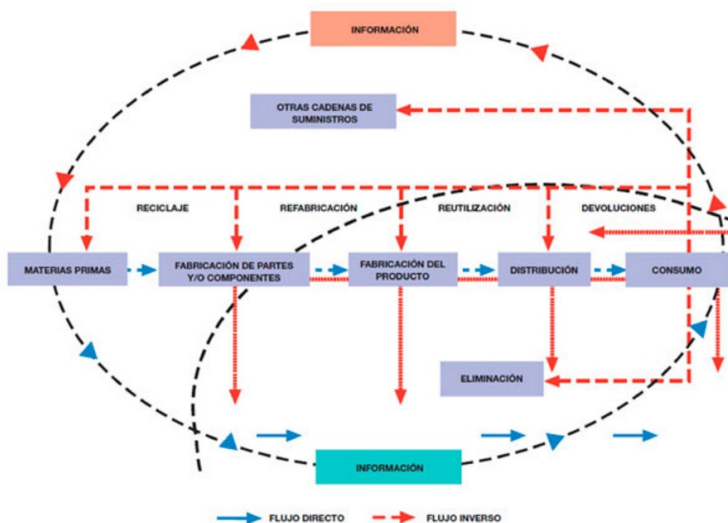 INFORMACIÓN
OTRAS CADENAS DE
SUMINISTROS
RECICLAJE
REFABRICACIÓN
REUTILIZACIÓN
DEVOLUCIONES
MATERIAS PRIMAS
FABRICACIÓN DE PARTES
Y/O COMPONENTES
FABRICACIÓN DEL
PRODUCTO
DISTRIBUCIÓN
CONSUMO
ELIMINACIÓN
INFORMACIÓN
FLUJO DIRECTO
FLUJO INVERSO